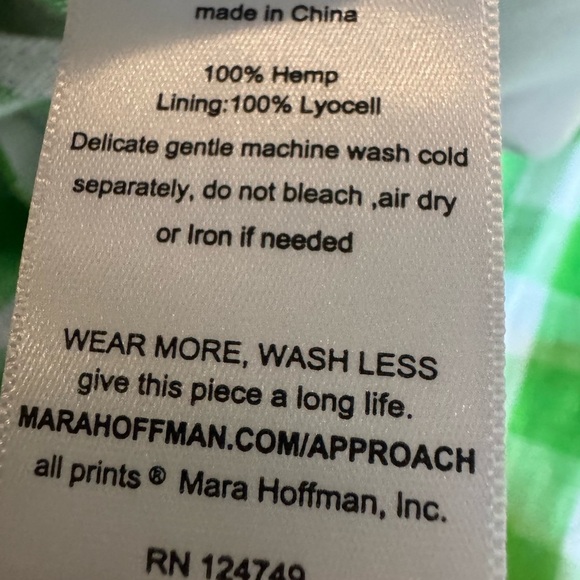 made in China
100% Hemp
Lining:100% Lyocell
Delicate gentle machine wash cold
separately, do not bleach ,air dry
or Iron if needed
WEAR MORE, WASH LESS
give this piece a long life.
MARAHOFFMAN.COM/APPROACH
all prints ® Mara Hoffman, Inc.
RN 124749